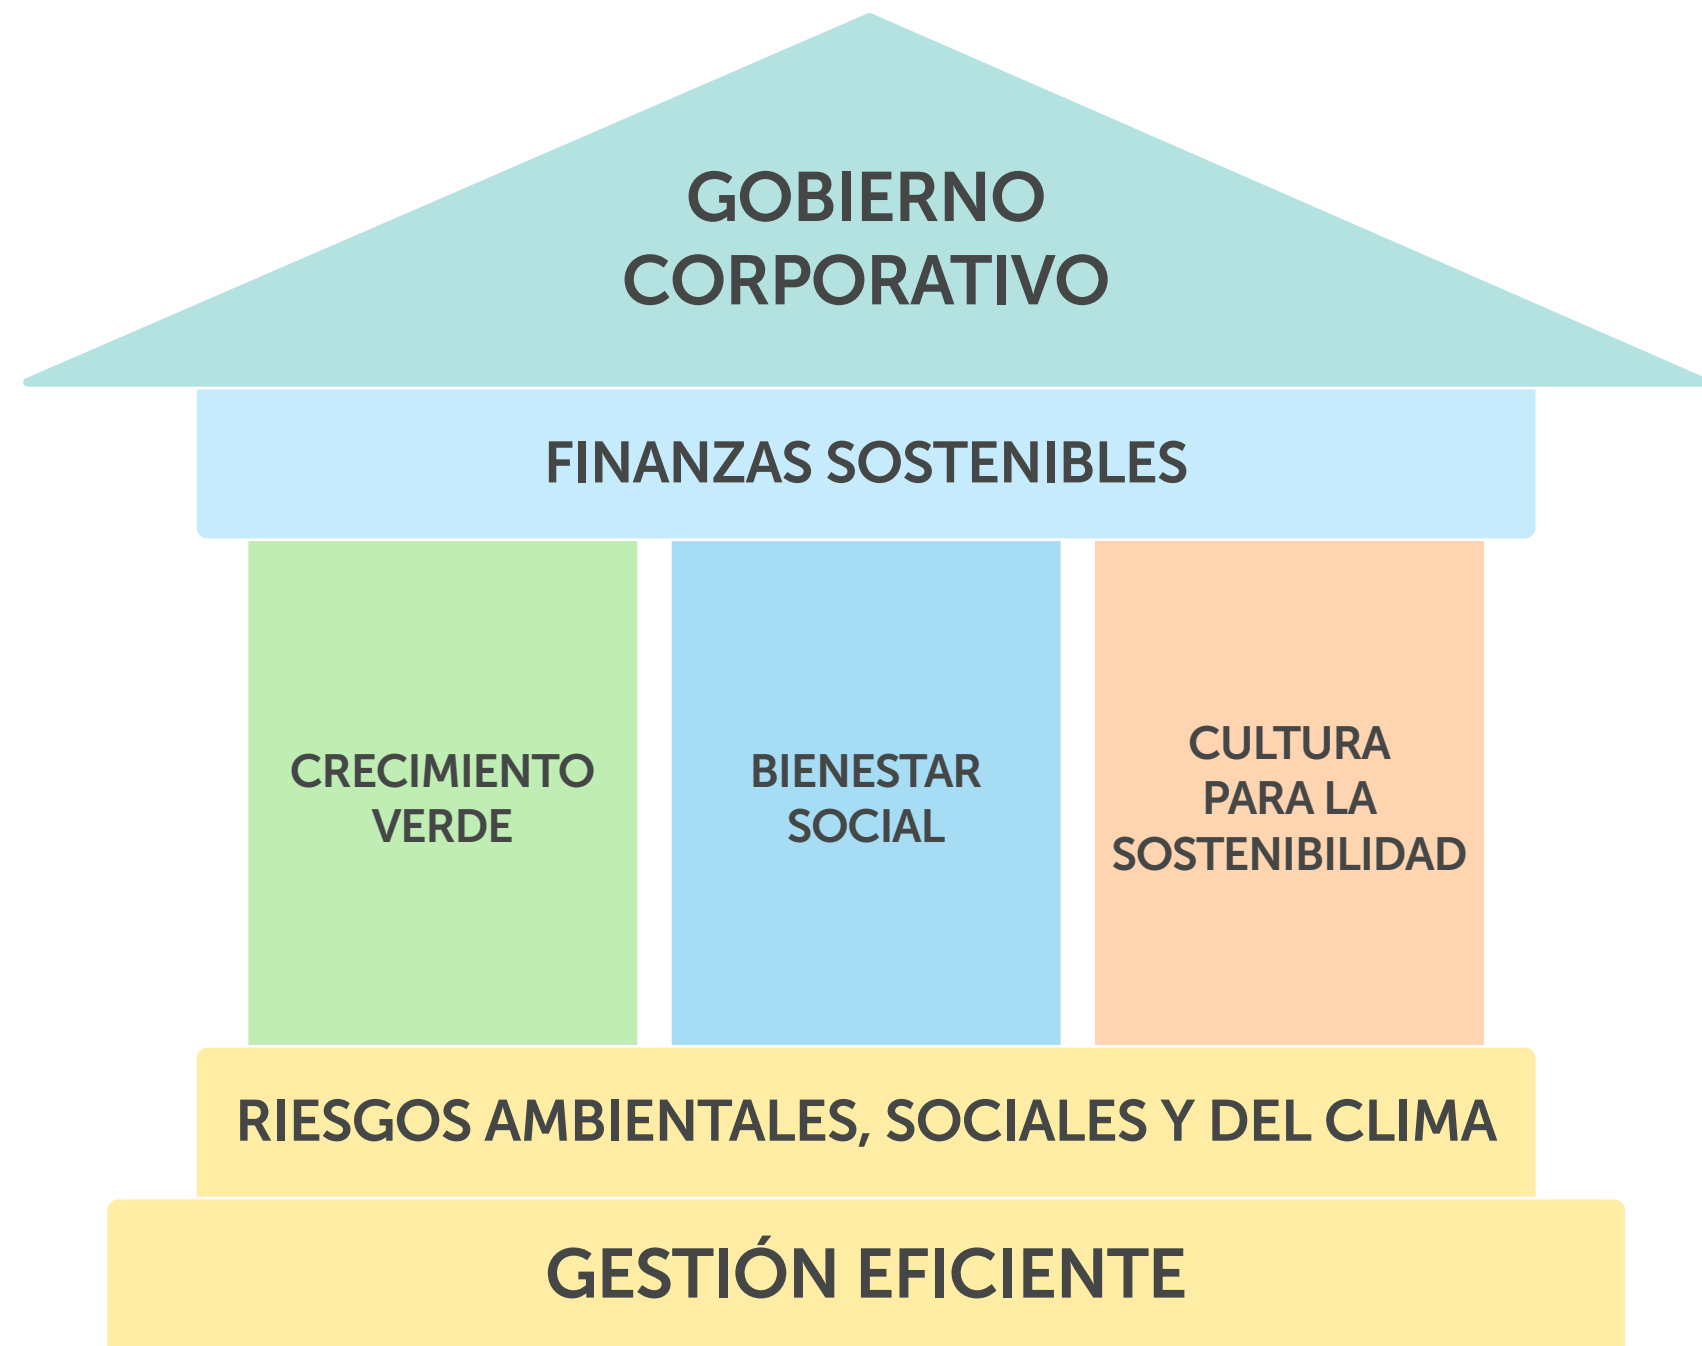 GOBIERNO
CORPORATIVO
FINANZAS SOSTENIBLES
CRECIMIENTO
VERDE
BIENESTAR
SOCIAL
CULTURA
PARA LA
SOSTENIBILIDAD
RIESGOS AMBIENTALES, SOCIALES Y DEL CLIMA
GESTIÓN EFICIENTE